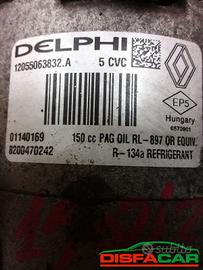 DELPHI
12055063832.A 5 CVC
EP5
Hungary
6570901
01140169 150 cc PAG OIL RL-897 OR EQUIV.
8200470242 R-134a REFRIGERANT
subito
DISFACAR